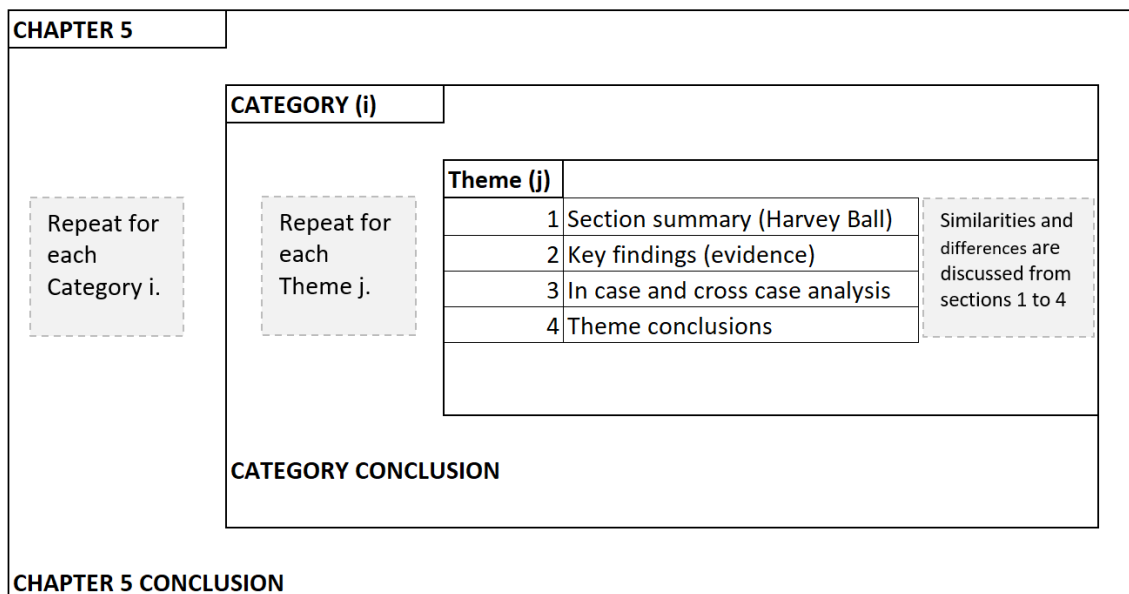 CHAPTER 5
CATEGORY (i)
Theme (j)
Repeat for
each
Category i.
Repeat for
each
Theme j.
1 Section summary (Harvey Ball)
2 Key findings (evidence)
3 In case and cross case analysis
4 Theme conclusions
Similarities and
differences are
discussed from
sections 1 to 4
CATEGORY CONCLUSION
CHAPTER 5 CONCLUSION